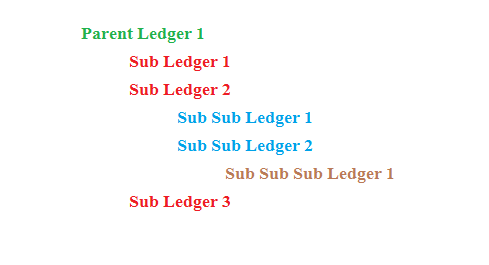 Parent Ledger 1
Sub Ledger 1
Sub Ledger 2
Sub Sub Ledger 1
Sub Sub Ledger 2
Sub Sub Sub Ledger 1
Sub Ledger 3